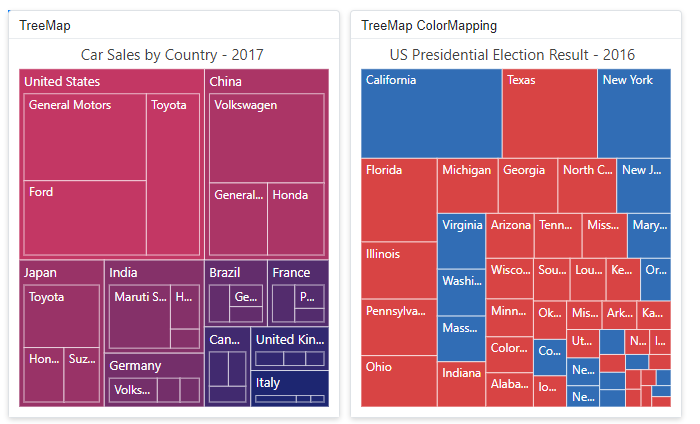 TreeMap
Car Sales by Country - 2017
United States
General Motors
Toyota
Ford
China
Volkswagen
General...
Honda
Japan
Toyota
Hon...
Suz...
India
Maruti S...
H...
Germany
Volks...
Brazil
Ge...
France
P...
Can...
United Kin...
Italy
TreeMap ColorMapping
US Presidential Election Result - 2016
California
Texas
New York
Florida
Michigan
Georgia
North C...
New J...
Virginia
Arizona
Tenn...
Miss...
Mary...
Illinois
Washi...
Wisco...
Sou...
Lou...
Ke...
Or...
Pennsylva...
Mass...
Minn...
Ok...
Mis...
Ark...
Ka...
Color...
Co...
Ut...
N...
I...
Ohio
Indiana
Alaba...
Io...
Ne...
Ne...